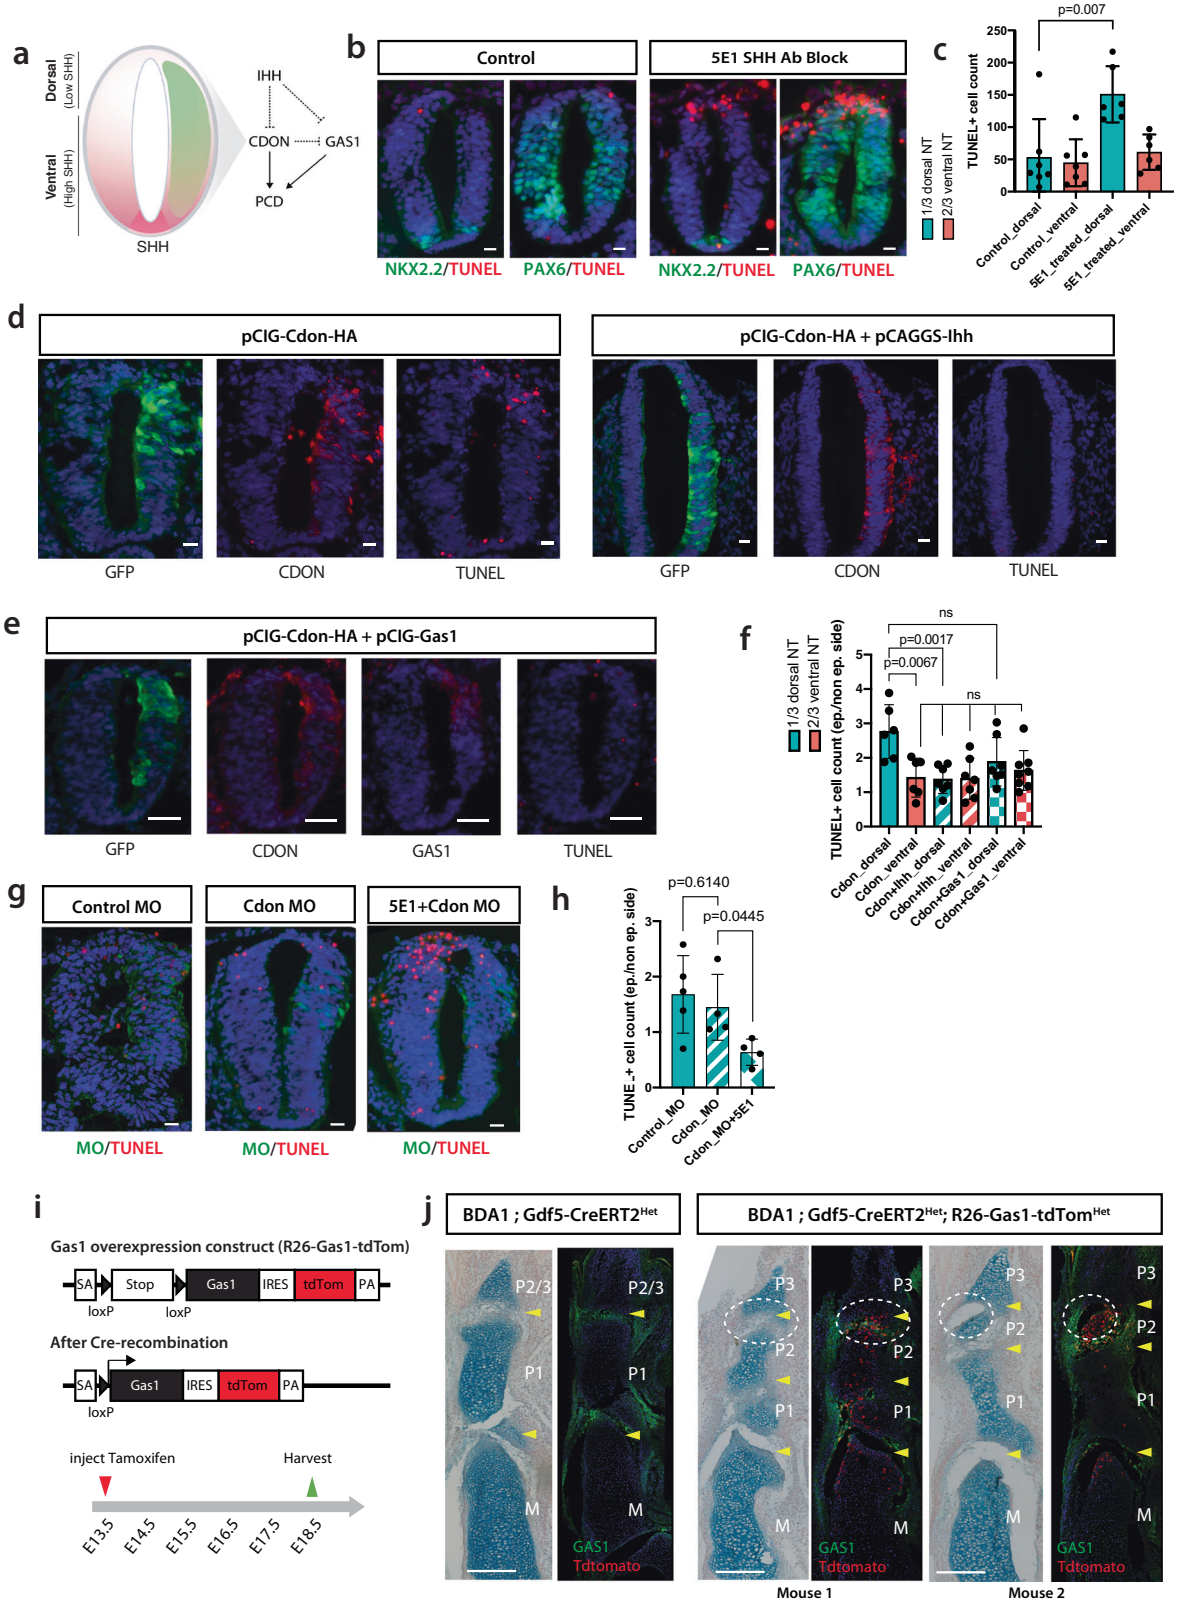 a
Dorsal
(Low SHH)
Ventral
(High SHH)
SHH
IHH
CDON
GAS1
PCD
b
Control
5E1 SHH Ab Block
NKX2.2/TUNEL
PAX6/TUNEL
NKX2.2/TUNEL
PAX6/TUNEL
c
p=0.007
TUNEL+ cell count
250
200
150
100
50
0
1/3 dorsal NT
2/3 ventral NT
Control_dorsal
Control_ventral
5E1_treated_dorsal
5E1_treated_ventral
d
pCIG-Cdon-HA
pCIG-Cdon-HA + pCAGGS-Ihh
GFP
CDON
TUNEL
GFP
CDON
TUNEL
e
pCIG-Cdon-HA + pCIG-Gas1
GFP
CDON
GAS1
TUNEL
f
1/3 dorsal NT
2/3 ventral NT
TUNEL+ cell count (ep./non ep. side)
ns
p=0.0017
p=0.0067
ns
5
4
3
2
1
0
Cdon_dorsal
Cdon_ventral
Cdon+Ihh_dorsal
Cdon+Ihh_ventral
Cdon+Gas1_dorsal
Cdon+Gas1_ventral
g
Control MO
Cdon MO
5E1+Cdon MO
MO/TUNEL
MO/TUNEL
MO/TUNEL
h
p=0.6140
p=0.0445
TUNE_+ cell count (ep./non ep. side)
3
2
1
0
Control_MO
Cdon_MO
Cdon_MO+5E1
i
Gas1 overexpression construct (R26-Gas1-tdTom)
SA
Stop
Gas1
IRES
tdTom
PA
loxP
loxP
After Cre-recombination
SA
Gas1
IRES
tdTom
PA
loxP
inject Tamoxifen
Harvest
E13.5
E14.5
E15.5
E16.5
E17.5
E18.5
j
BDA1 ; Gdf5-CreERT2Het
BDA1 ; Gdf5-CreERT2Het; R26-Gas1-tdTomHet
P2/3
P1
M
P2/3
P1
M
GAS1
Tdtomato
P3
P2
P1
M
P3
P2
P1
M
GAS1
Tdtomato
P3
P2
P1
M
P3
P2
P1
M
GAS1
Tdtomato
Mouse 1
Mouse 2